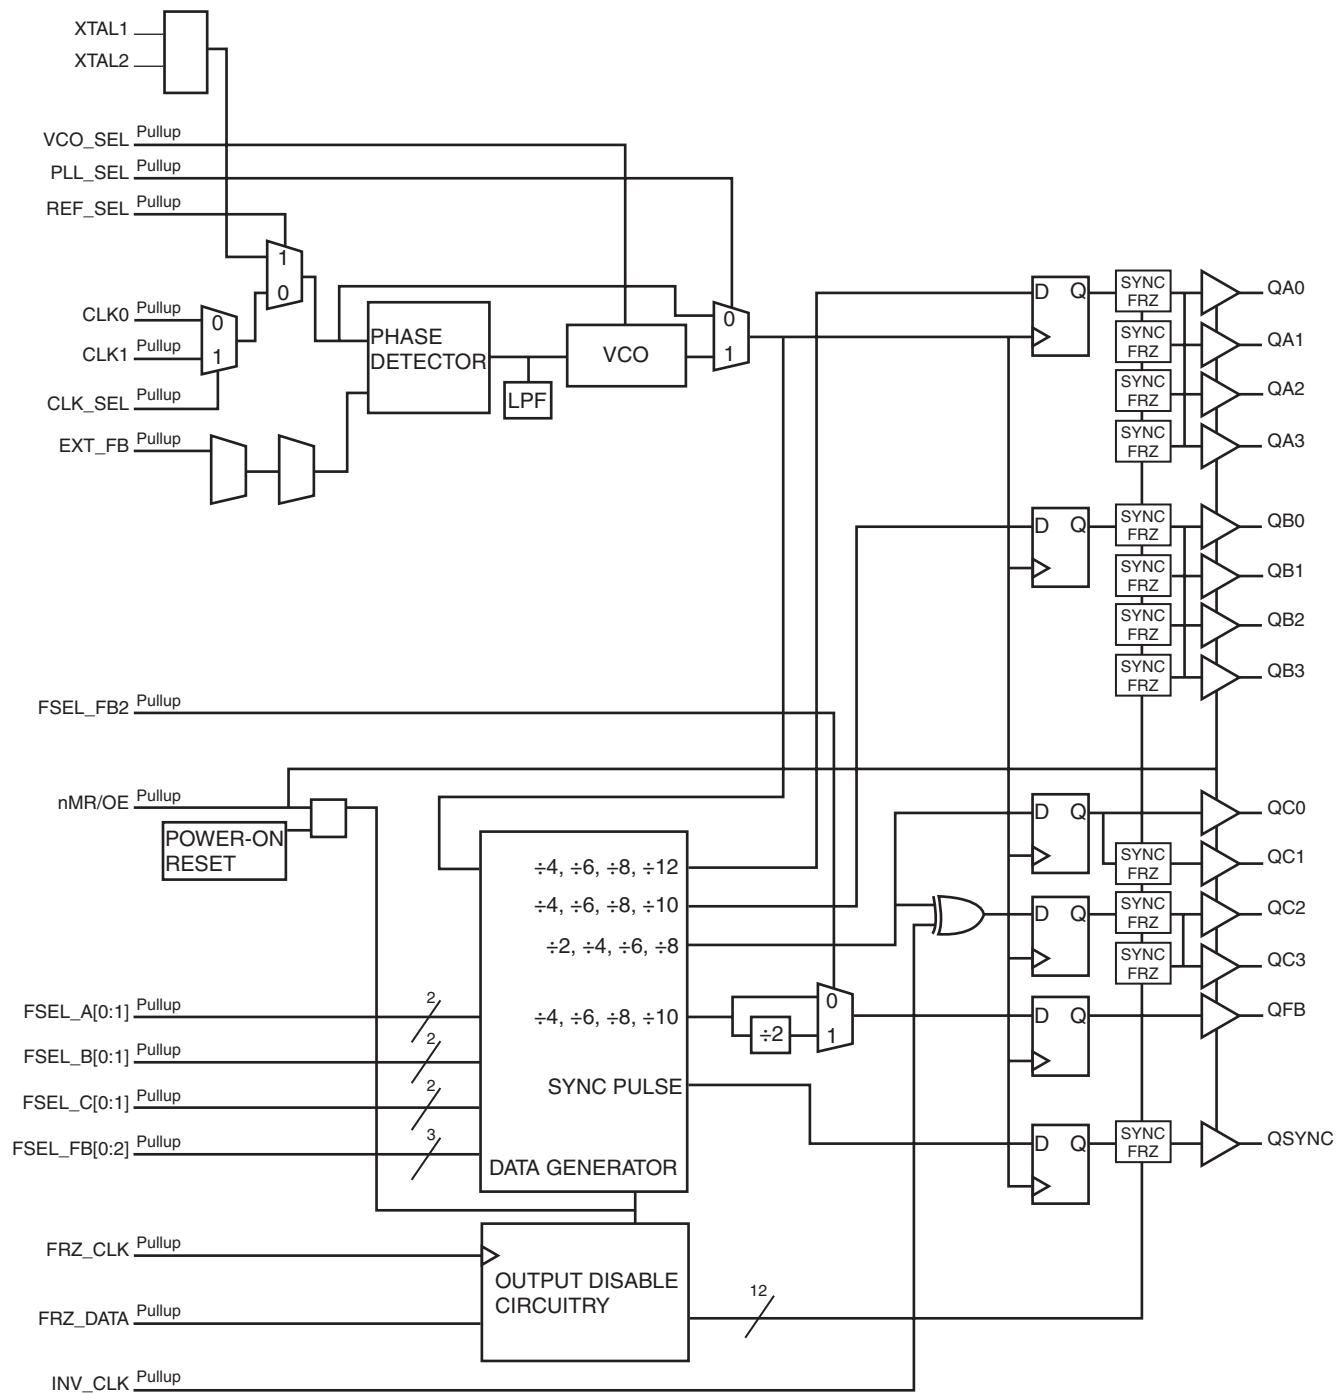 XTAL1
XTAL2
VCO_SEL Pullup
PLL_SEL Pullup
REF_SEL Pullup
1
0
CLK0 Pullup
0
CLK1 Pullup
1
CLK_SEL Pullup
EXT_FB Pullup
PHASE
DETECTOR
LPF
VCO
0
1
D Q
SYNC
FRZ
QA0
SYNC
FRZ
QA1
SYNC
FRZ
QA2
SYNC
FRZ
QA3
D Q
SYNC
FRZ
QB0
SYNC
FRZ
QB1
SYNC
FRZ
QB2
SYNC
FRZ
QB3
FSEL_FB2 Pullup
nMR/OE Pullup
POWER-ON
RESET
÷4, ÷6, ÷8, ÷12
÷4, ÷6, ÷8, ÷10
÷2, ÷4, ÷6, ÷8
÷4, ÷6, ÷8, ÷10
SYNC PULSE
DATA GENERATOR
0
÷2
1
D Q
QC0
SYNC
FRZ
QC1
D Q
SYNC
FRZ
QC2
SYNC
FRZ
QC3
D Q
QFB
D Q
SYNC
FRZ
QSYNC
FSEL_A[0:1] Pullup 2
FSEL_B[0:1] Pullup 2
FSEL_C[0:1] Pullup 2
FSEL_FB[0:2] Pullup 3
FRZ_CLK Pullup
OUTPUT DISABLE
CIRCUITRY
12
FRZ_DATA Pullup
INV_CLK Pullup